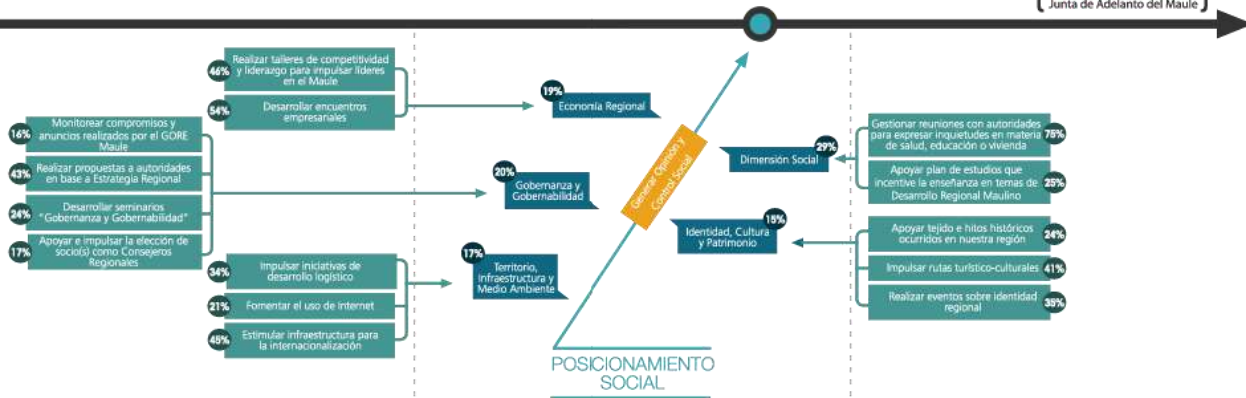 Junta de Adelanto del Maule
46%
Realizar talleres de competitividad
y liderazgo para impulsar líderes
en el Maule
54%
Desarrollar encuentros
empresariales
19%
Economía Regional
16%
Monitorear compromisos y
anuncios realizados por el GORE
Maule
43%
Realizar propuestas a autoridades
en base a Estrategia Regional
24%
Desarrollar seminarios
"Gobernanza y Gobernabilidad"
17%
Apoyar e impulsar la elección de
socio(s) como Consejeros
Regionales
20%
Gobernanza y
Gobernabilidad
34%
Impulsar iniciativas de
desarrollo logístico
21%
Fomentar el uso de Internet
45%
Estimular infraestructura para
la internacionalización
17%
Territorio,
Infraestructura y
Medio Ambiente
Generar Opinión y
Control Social
29%
Dimensión Social
Gestionar reuniones con autoridades
para expresar inquietudes en materia
de salud, educación o vivienda
75%
Apoyar plan de estudios que
incentive la enseñanza en temas de
Desarrollo Regional Maulino
25%
15%
Identidad, Cultura
y Patrimonio
Apoyar tejido e hitos históricos
ocurridos en nuestra región
24%
Impulsar rutas turístico-culturales
41%
Realizar eventos sobre identidad
regional
35%
POSICIONAMIENTO
SOCIAL